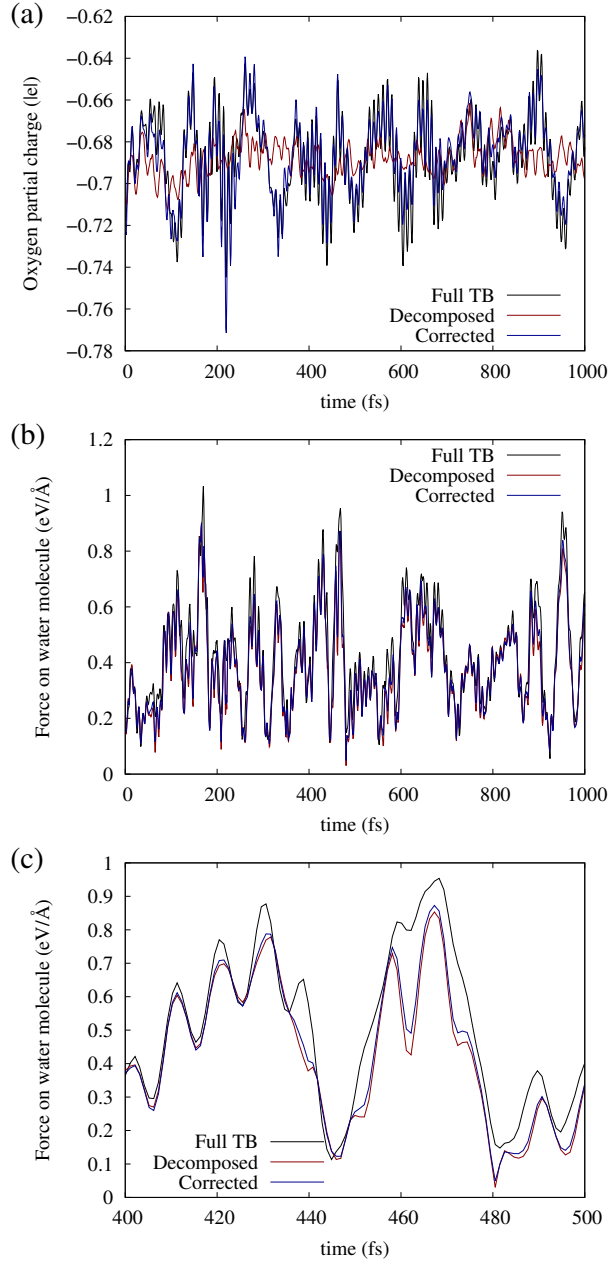 (a)
−0.62
−0.64
−0.66
−0.68
−0.7
−0.72
−0.74
−0.76
−0.78
Oxygen partial charge (|e|)
Full TB
Decomposed
Corrected
0 200 400 600 800 1000
time (fs)
(b)
1.2
1
0.8
0.6
0.4
0.2
0
Force on water molecule (eV/Å)
Full TB
Decomposed
Corrected
0 200 400 600 800 1000
time (fs)
(c)
1
0.9
0.8
0.7
0.6
0.5
0.4
0.3
0.2
0.1
0
Force on water molecule (eV/Å)
Full TB
Decomposed
Corrected
400 420 440 460 480 500
time (fs)